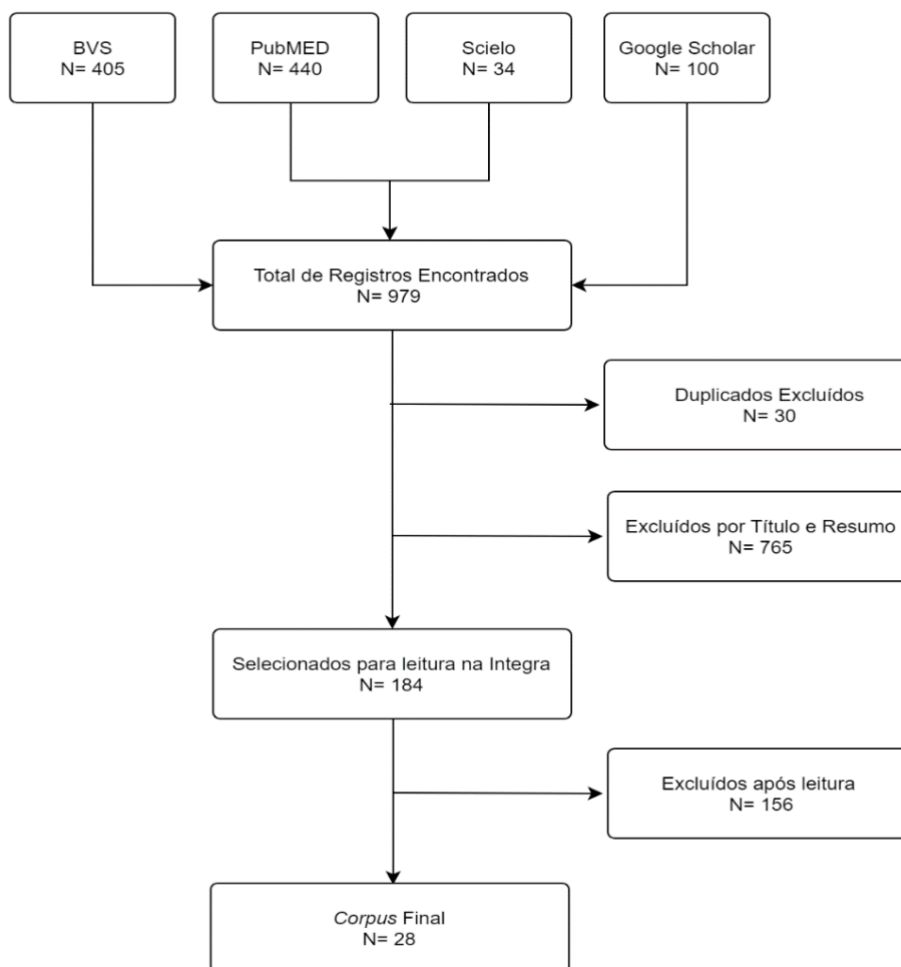 BVS
N= 405
PubMED
N= 440
Scielo
N= 34
Google Scholar
N= 100
Total de Registros Encontrados
N= 979
Duplicados Excluídos
N= 30
Excluídos por Título e Resumo
N= 765
Selecionados para leitura na Integra
N= 184
Excluídos após leitura
N= 156
Corpus Final
N= 28